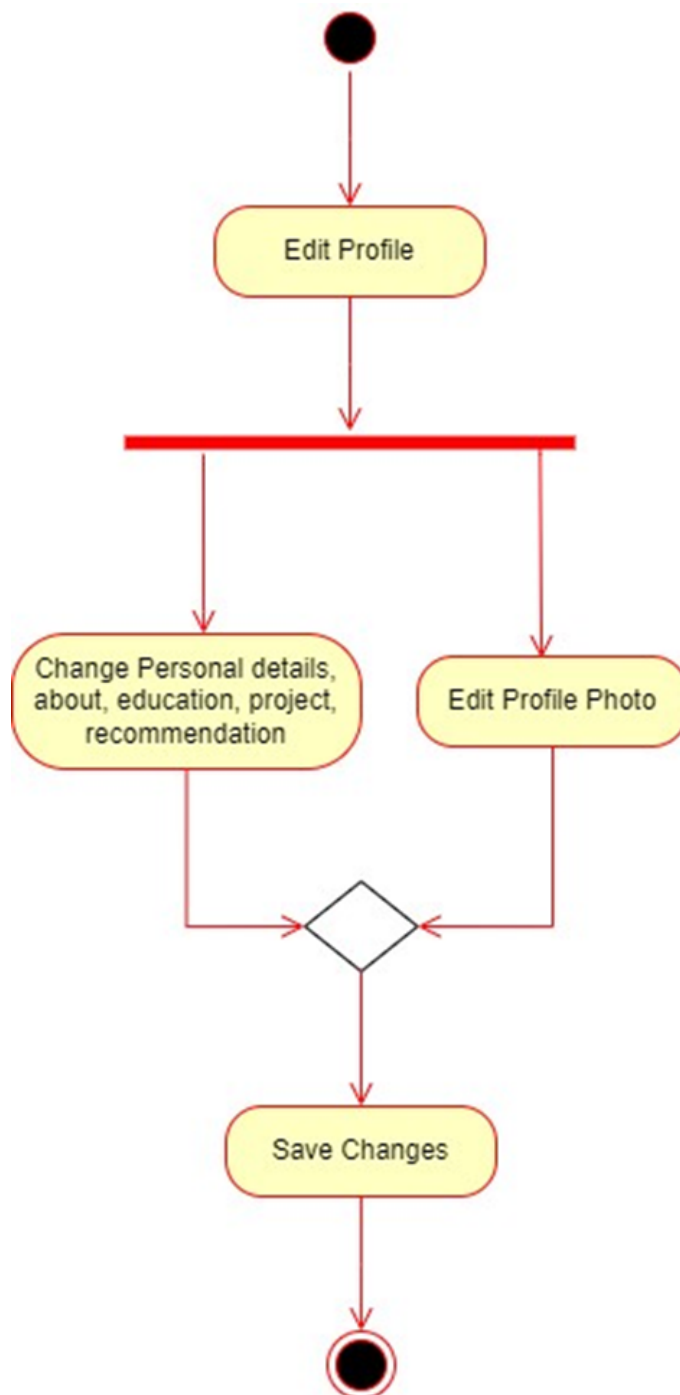 Edit Profile
Change Personal details,
about, education, project,
recommendation
Edit Profile Photo
Save Changes